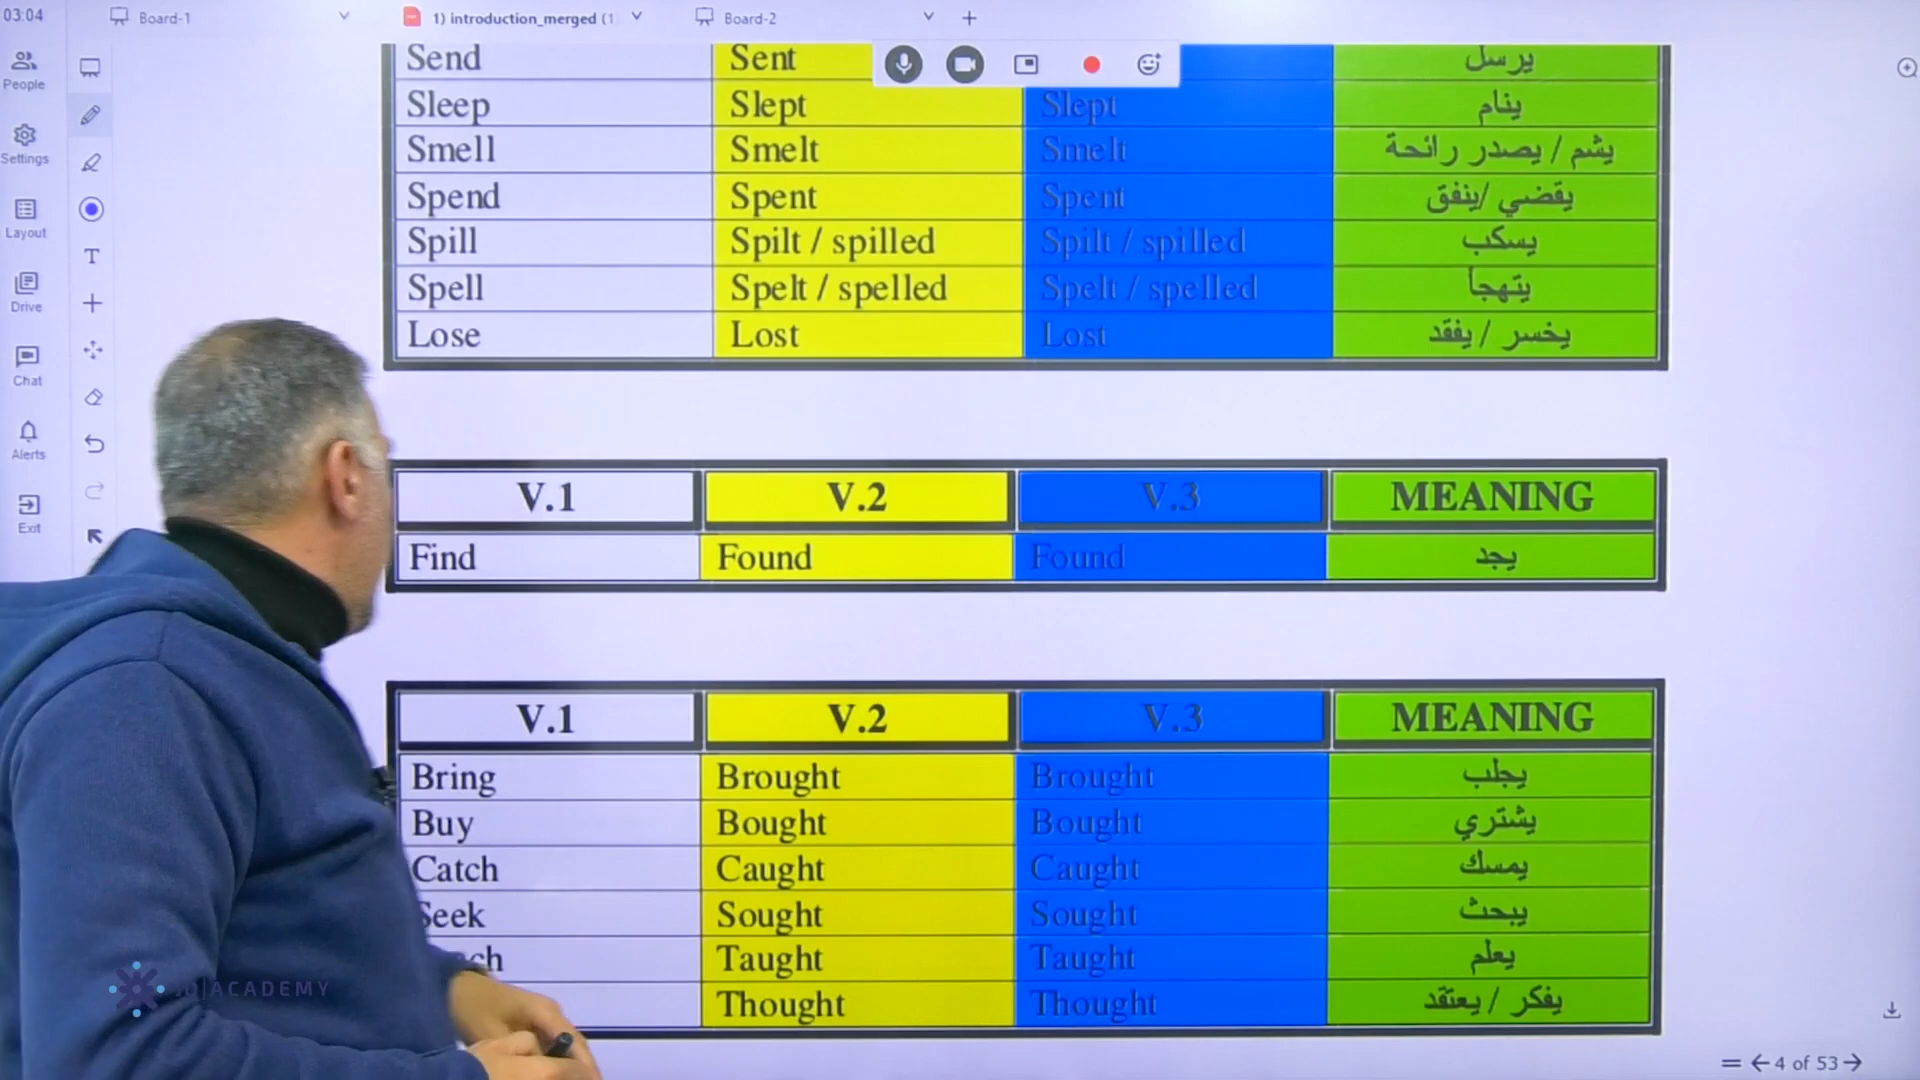 03:04
Board-1
1) introduction_merged (1
Board-2
People
Settings
Layout
Drive
Chat
Alerts
Exit
T
Send Sent يرسل
Sleep Slept Slept ينام
Smell Smelt Smelt يشم / يصدر رائحة
Spend Spent Spent يقضي /ينفق
Spill Spilt / spilled Spilt / spilled يسكب
Spell Spelt / spelled Spelt / spelled يتهجأ
Lose Lost Lost يخسر / يفقد
V.1 V.2 V.3 MEANING
Find Found Found يجد
V.1 V.2 V.3 MEANING
Bring Brought Brought يجلب
Buy Bought Bought يشتري
Catch Caught Caught يمسك
Seek Sought Sought يبحث
ch Taught Taught يعلم
Thought Thought يفكر / يعتقد
ACADEMY
4 of 53